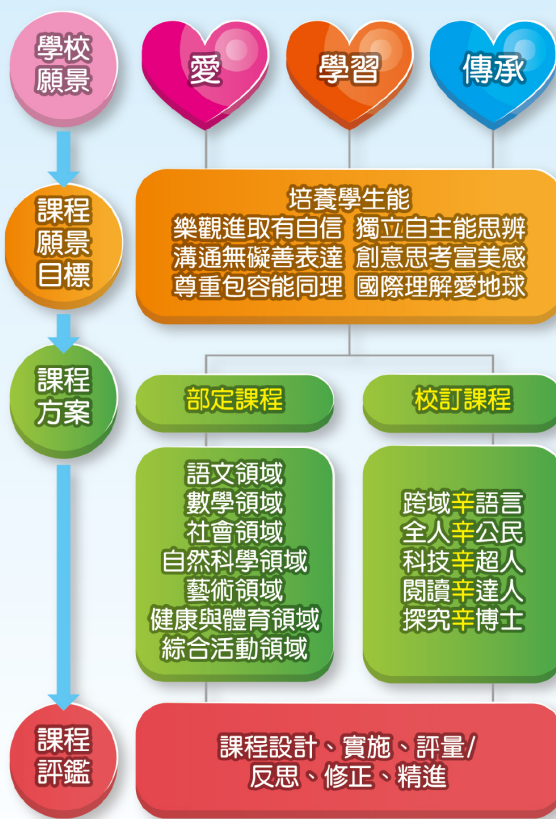 學校
願景
愛
學習
傳承
課程
願景
目標
培養學生能
樂觀進取有自信 獨立自主能思辨
溝通無礙善表達 創意思考富美感
尊重包容能同理 國際理解愛地球
課程
方案
部定課程
校訂課程
語文領域
數學領域
社會領域
自然科學領域
藝術領域
健康與體育領域
綜合活動領域
跨域辛語言
全人辛公民
科技辛超人
閱讀辛達人
探究辛博士
課程
評鑑
課程設計、實施、評量/
反思、修正、精進